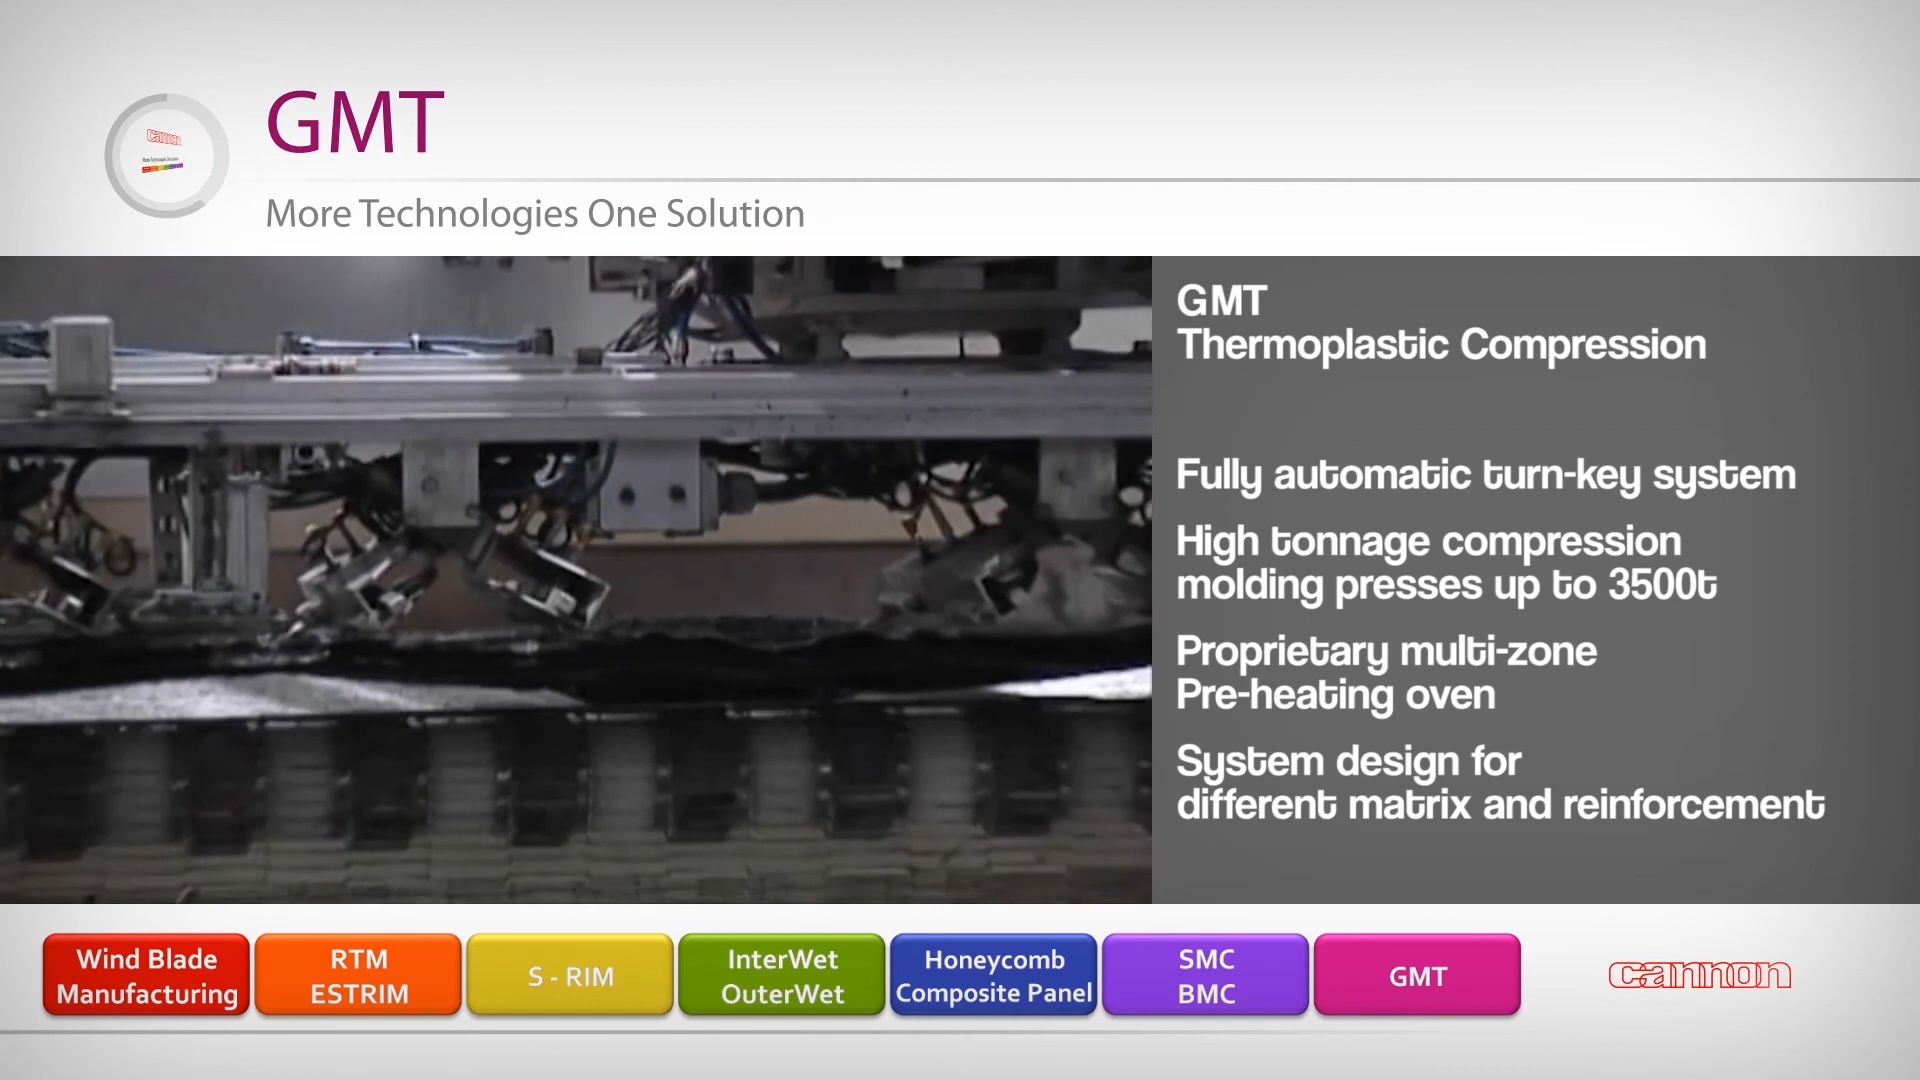 GMT
More Technologies One Solution
cannon
GMT
Thermoplastic Compression
Fully automatic turn-key system
High tonnage compression
molding presses up to 3500t
Proprietary multi-zone
Pre-heating oven
System design for
different matrix and reinforcement
Wind Blade
Manufacturing
RTM
ESTRIM
S - RIM
InterWet
OuterWet
Honeycomb
Composite Panel
SMC
BMC
GMT
cannon